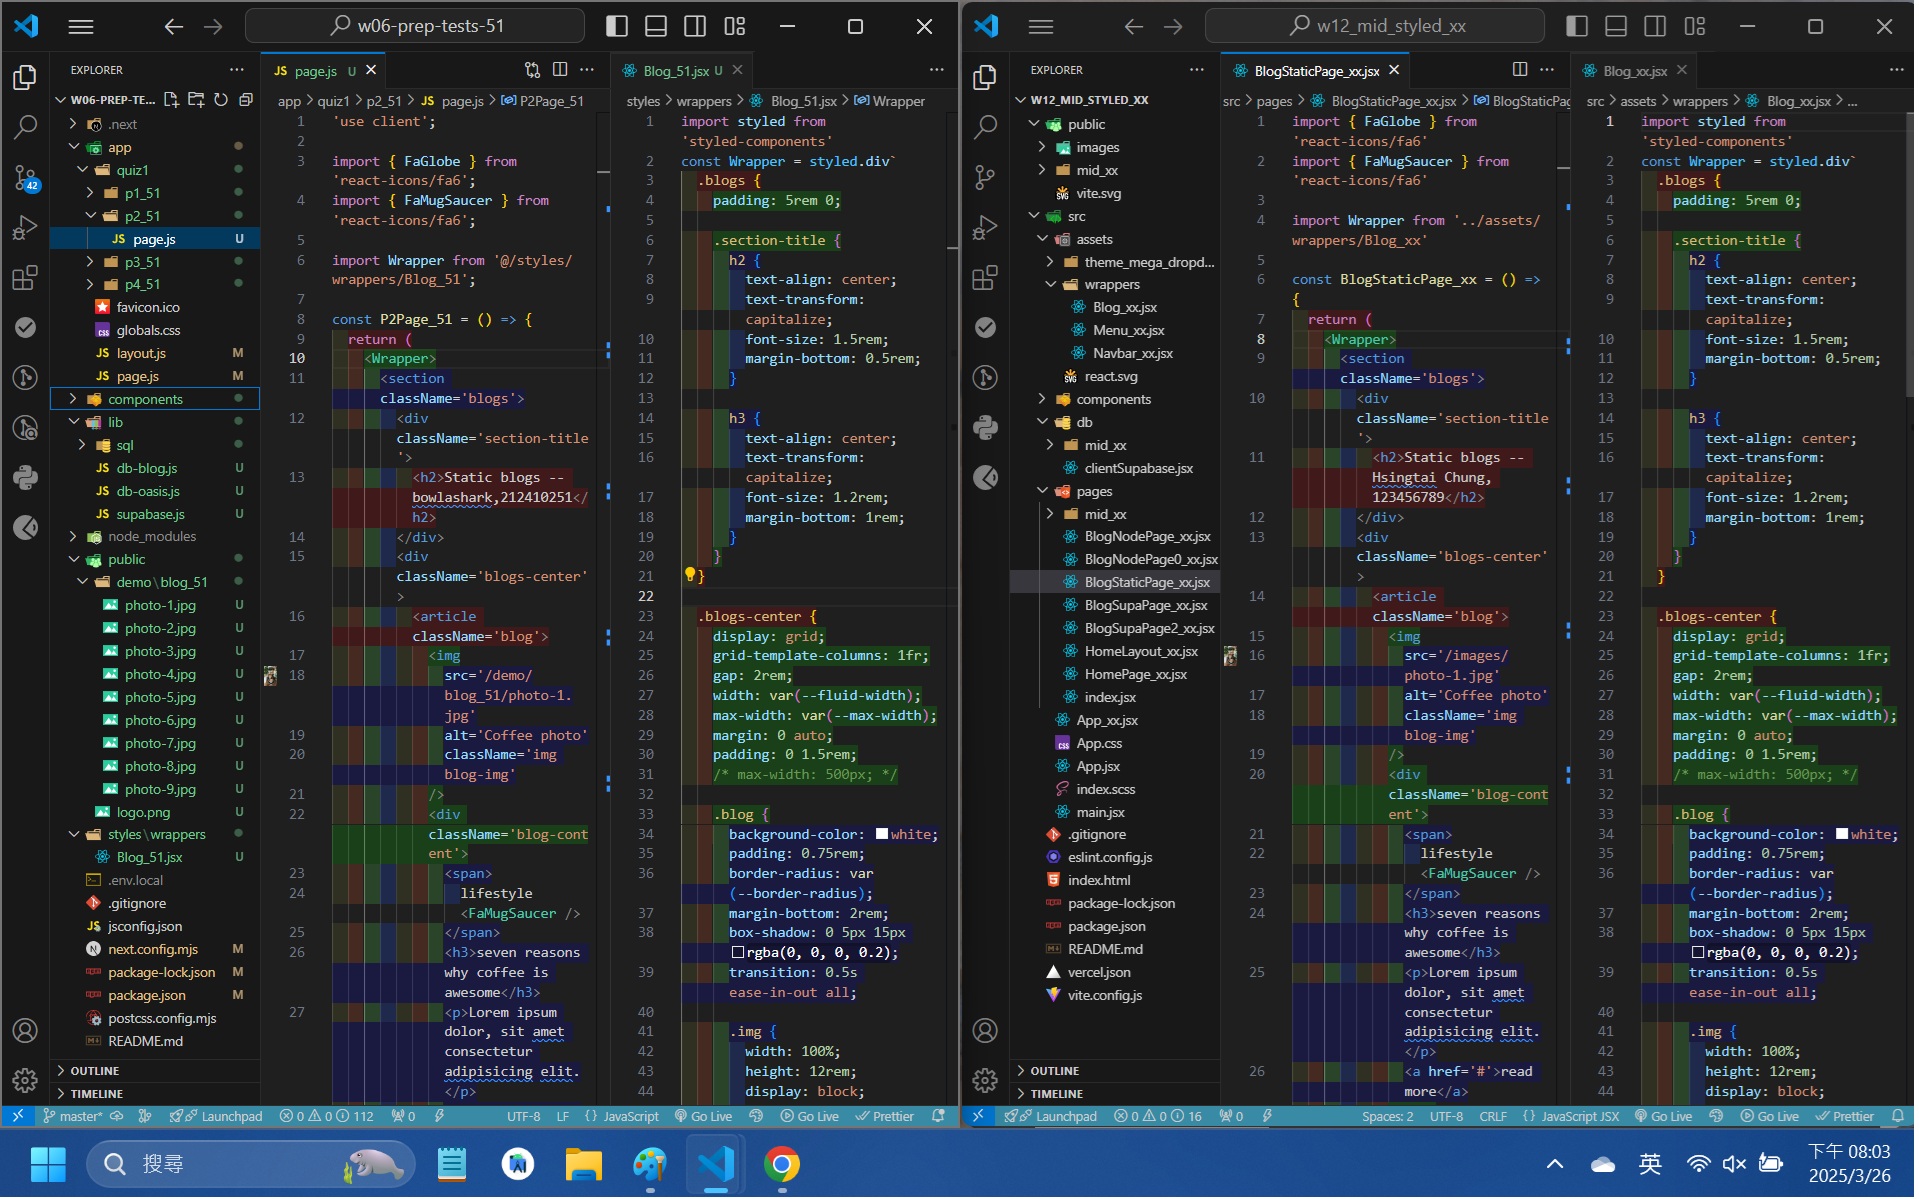 w06-prep-tests-51
EXPLORER
W06-PREP-TE...
.next
app
quiz1
p1_51
p2_51
JS page.js U
p3_51
p4_51
favicon.ico
globals.css
JS layout.js M
JS page.js M
components
lib
sql
JS db-blog.js U
JS db-oasis.js U
JS supabase.js U
node_modules
public
demo\blog_51
photo-1.jpg U
photo-2.jpg U
photo-3.jpg U
photo-4.jpg U
photo-5.jpg U
photo-6.jpg U
photo-7.jpg U
photo-8.jpg U
photo-9.jpg U
logo.png U
styles\wrappers
Blog_51.jsx U
.env.local
.gitignore
jsconfig.json
next.config.mjs M
package-lock.json M
package.json M
postcss.config.mjs
README.md
OUTLINE
TIMELINE
JS page.js U
app > quiz1 > p2_51 > JS page.js > P2Page_51
1 'use client';
2
3 import { FaGlobe } from
'react-icons/fa6';
4 import { FaMugSaucer } from
'react-icons/fa6';
5
6 import Wrapper from '@/styles/
wrappers/Blog_51';
7
8 const P2Page_51 = () => {
9 return (
10 <Wrapper>
11 <section
className='blogs'>
12 <div
className='section-title
'>
13 <h2>Static blogs --
bowlashark,212410251</
h2>
14 </div>
15 <div
className='blogs-center'
>
16 <article
className='blog'>
17 <img
18 src='/demo/
blog_51/photo-1.
jpg'
19 alt='Coffee photo'
20 className='img
blog-img'
21 />
22 <div
className='blog-cont
ent'>
23 <span>
24 lifestyle
<FaMugSaucer />
25 </span>
26 <h3>seven reasons
why coffee is
awesome</h3>
27 <p>Lorem ipsum
dolor, sit amet
consectetur
adipisicing elit.
</p>
Blog_51.jsx U
styles > wrappers > Blog_51.jsx > Wrapper
1 import styled from
'styled-components'
2 const Wrapper = styled.div`
3 .blogs {
4 padding: 5rem 0;
5
6 .section-title {
7 h2 {
8 text-align: center;
9 text-transform:
capitalize;
10 font-size: 1.5rem;
11 margin-bottom: 0.5rem;
12 }
13
14 h3 {
15 text-align: center;
16 text-transform:
capitalize;
17 font-size: 1.2rem;
18 margin-bottom: 1rem;
19 }
20 }
21 }
22
23 .blogs-center {
24 display: grid;
25 grid-template-columns: 1fr;
26 gap: 2rem;
27 width: var(--fluid-width);
28 max-width: var(--max-width);
29 margin: 0 auto;
30 padding: 0 1.5rem;
31 /* max-width: 500px; */
32
33 .blog {
34 background-color: white;
35 padding: 0.75rem;
36 border-radius: var
(--border-radius);
37 margin-bottom: 2rem;
38 box-shadow: 0 5px 15px
rgba(0, 0, 0, 0.2);
39 transition: 0.5s
ease-in-out all;
40
41 .img {
42 width: 100%;
43 height: 12rem;
44 display: block;
42
master* Launchpad 0 0 112 0 UTF-8 LF { } JavaScript Go Live Go Live Prettier
w12_mid_styled_xx
EXPLORER
W12_MID_STYLED_XX
public
images
mid_xx
vite.svg
src
assets
theme_mega_dropd...
wrappers
Blog_xx.jsx
Menu_xx.jsx
Navbar_xx.jsx
react.svg
components
db
mid_xx
clientSupabase.jsx
pages
mid_xx
BlogNodePage_xx.jsx
BlogNodePage0_xx.jsx
BlogStaticPage_xx.jsx
BlogSupaPage_xx.jsx
BlogSupaPage2_xx.jsx
HomeLayout_xx.jsx
HomePage_xx.jsx
index.jsx
App_xx.jsx
App.css
App.jsx
index.scss
main.jsx
.gitignore
eslint.config.js
index.html
package-lock.json
package.json
README.md
vercel.json
vite.config.js
OUTLINE
TIMELINE
BlogStaticPage_xx.jsx
src > pages > BlogStaticPage_xx.jsx > BlogStaticPag
1 import { FaGlobe } from
'react-icons/fa6'
2 import { FaMugSaucer } from
'react-icons/fa6'
3
4 import Wrapper from '../assets/
wrappers/Blog_xx'
5
6 const BlogStaticPage_xx = () =>
{
7 return (
8 <Wrapper>
9 <section
className='blogs'>
10 <div
className='section-title
'>
11 <h2>Static blogs --
Hsingtai Chung,
123456789</h2>
12 </div>
13 <div
className='blogs-center'
>
14 <article
className='blog'>
15 <img
16 src='/images/
photo-1.jpg'
17 alt='Coffee photo'
18 className='img
blog-img'
19 />
20 <div
className='blog-cont
ent'>
21 <span>
22 lifestyle
<FaMugSaucer />
23 </span>
24 <h3>seven reasons
why coffee is
awesome</h3>
25 <p>Lorem ipsum
dolor, sit amet
consectetur
adipisicing elit.
</p>
26 <a href='#'>read
more</a>
Blog_xx.jsx
src > assets > wrappers > Blog_xx.jsx > ...
1 import styled from
'styled-components'
2 const Wrapper = styled.div`
3 .blogs {
4 padding: 5rem 0;
5
6 .section-title {
7 h2 {
8 text-align: center;
9 text-transform:
capitalize;
10 font-size: 1.5rem;
11 margin-bottom: 0.5rem;
12 }
13
14 h3 {
15 text-align: center;
16 text-transform:
capitalize;
17 font-size: 1.2rem;
18 margin-bottom: 1rem;
19 }
20 }
21 }
22
23 .blogs-center {
24 display: grid;
25 grid-template-columns: 1fr;
26 gap: 2rem;
27 width: var(--fluid-width);
28 max-width: var(--max-width);
29 margin: 0 auto;
30 padding: 0 1.5rem;
31 /* max-width: 500px; */
32
33 .blog {
34 background-color: white;
35 padding: 0.75rem;
36 border-radius: var
(--border-radius);
37 margin-bottom: 2rem;
38 box-shadow: 0 5px 15px
rgba(0, 0, 0, 0.2);
39 transition: 0.5s
ease-in-out all;
40
41 .img {
42 width: 100%;
43 height: 12rem;
44 display: block;
Launchpad 0 0 16 0 Spaces: 2 UTF-8 CRLF { } JavaScript JSX Go Live Go Live Prettier
搜尋
英
下午 08:03
2025/3/26